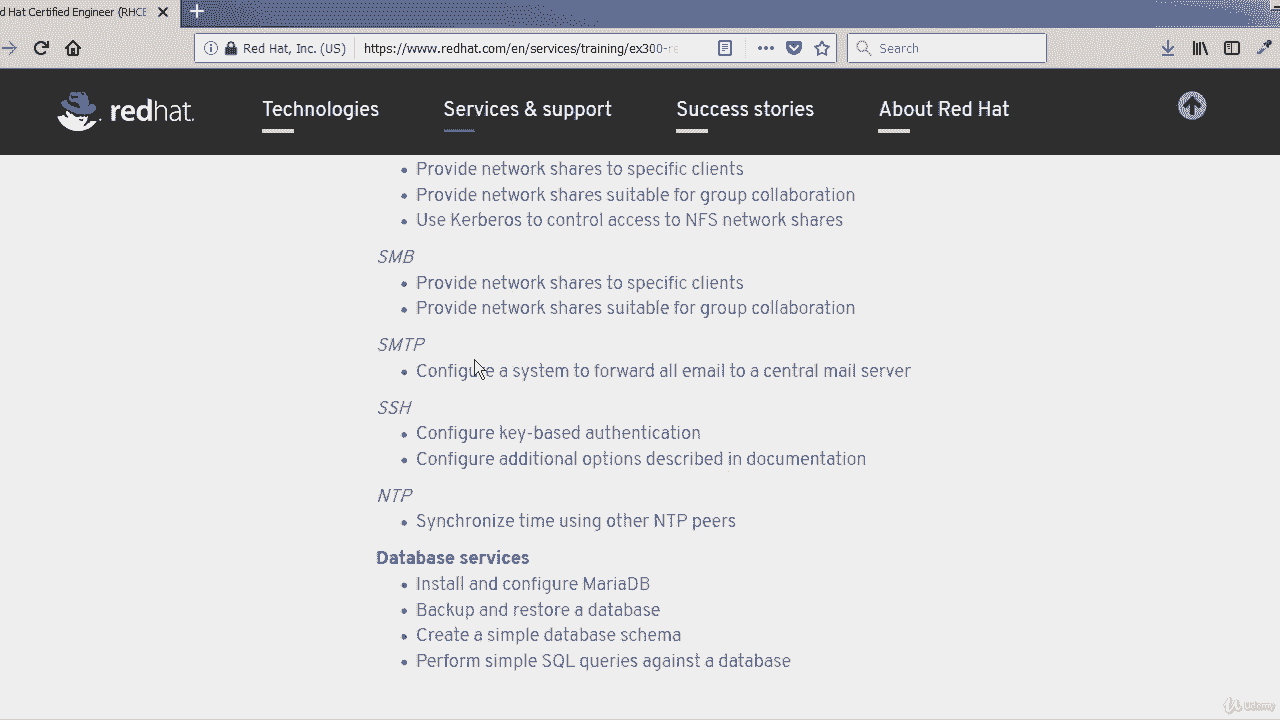 d Hat Certified Engineer (RHCE
Red Hat, Inc. (US)
https://www.redhat.com/en/services/training/ex300-re
Search
redhat.
Technologies
Services & support
Success stories
About Red Hat
Provide network shares to specific clients
Provide network shares suitable for group collaboration
Use Kerberos to control access to NFS network shares
SMB
Provide network shares to specific clients
Provide network shares suitable for group collaboration
SMTP
Configure a system to forward all email to a central mail server
SSH
Configure key-based authentication
Configure additional options described in documentation
NTP
Synchronize time using other NTP peers
Database services
Install and configure MariaDB
Backup and restore a database
Create a simple database schema
Perform simple SQL queries against a database
Udemy